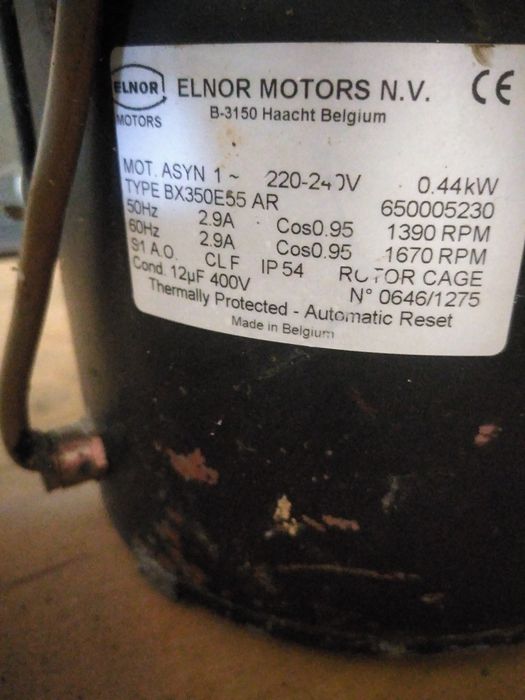 ELNOR
MOTORS
ELNOR MOTORS N.V.
CE
B-3150 Haacht Belgium
MOT. ASYN 1 ~ 220-240V 0.44kW
TYPE BX350E55 AR 650005230
50Hz 2.9A Cos0.95 1390 RPM
60Hz 2.9A Cos0.95 1670 RPM
S1 A.O. CL F IP 54 ROTOR CAGE
Cond. 12µF 400V N° 0646/1275
Thermally Protected - Automatic Reset
Made in Belgium